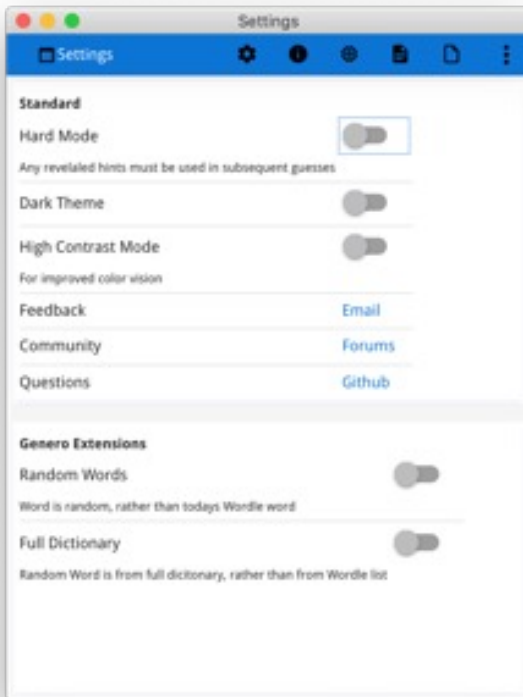 Settings
Settings
Standard
Hard Mode
Any revelaled hints must be used in subsequent guesses
Dark Theme
High Contrast Mode
For improved color vision
Feedback Email
Community Forums
Questions Github
Genero Extensions
Random Words
Word is random, rather than todays Wordle word
Full Dictionary
Random Word is from full dicitonary, rather than from Wordle list